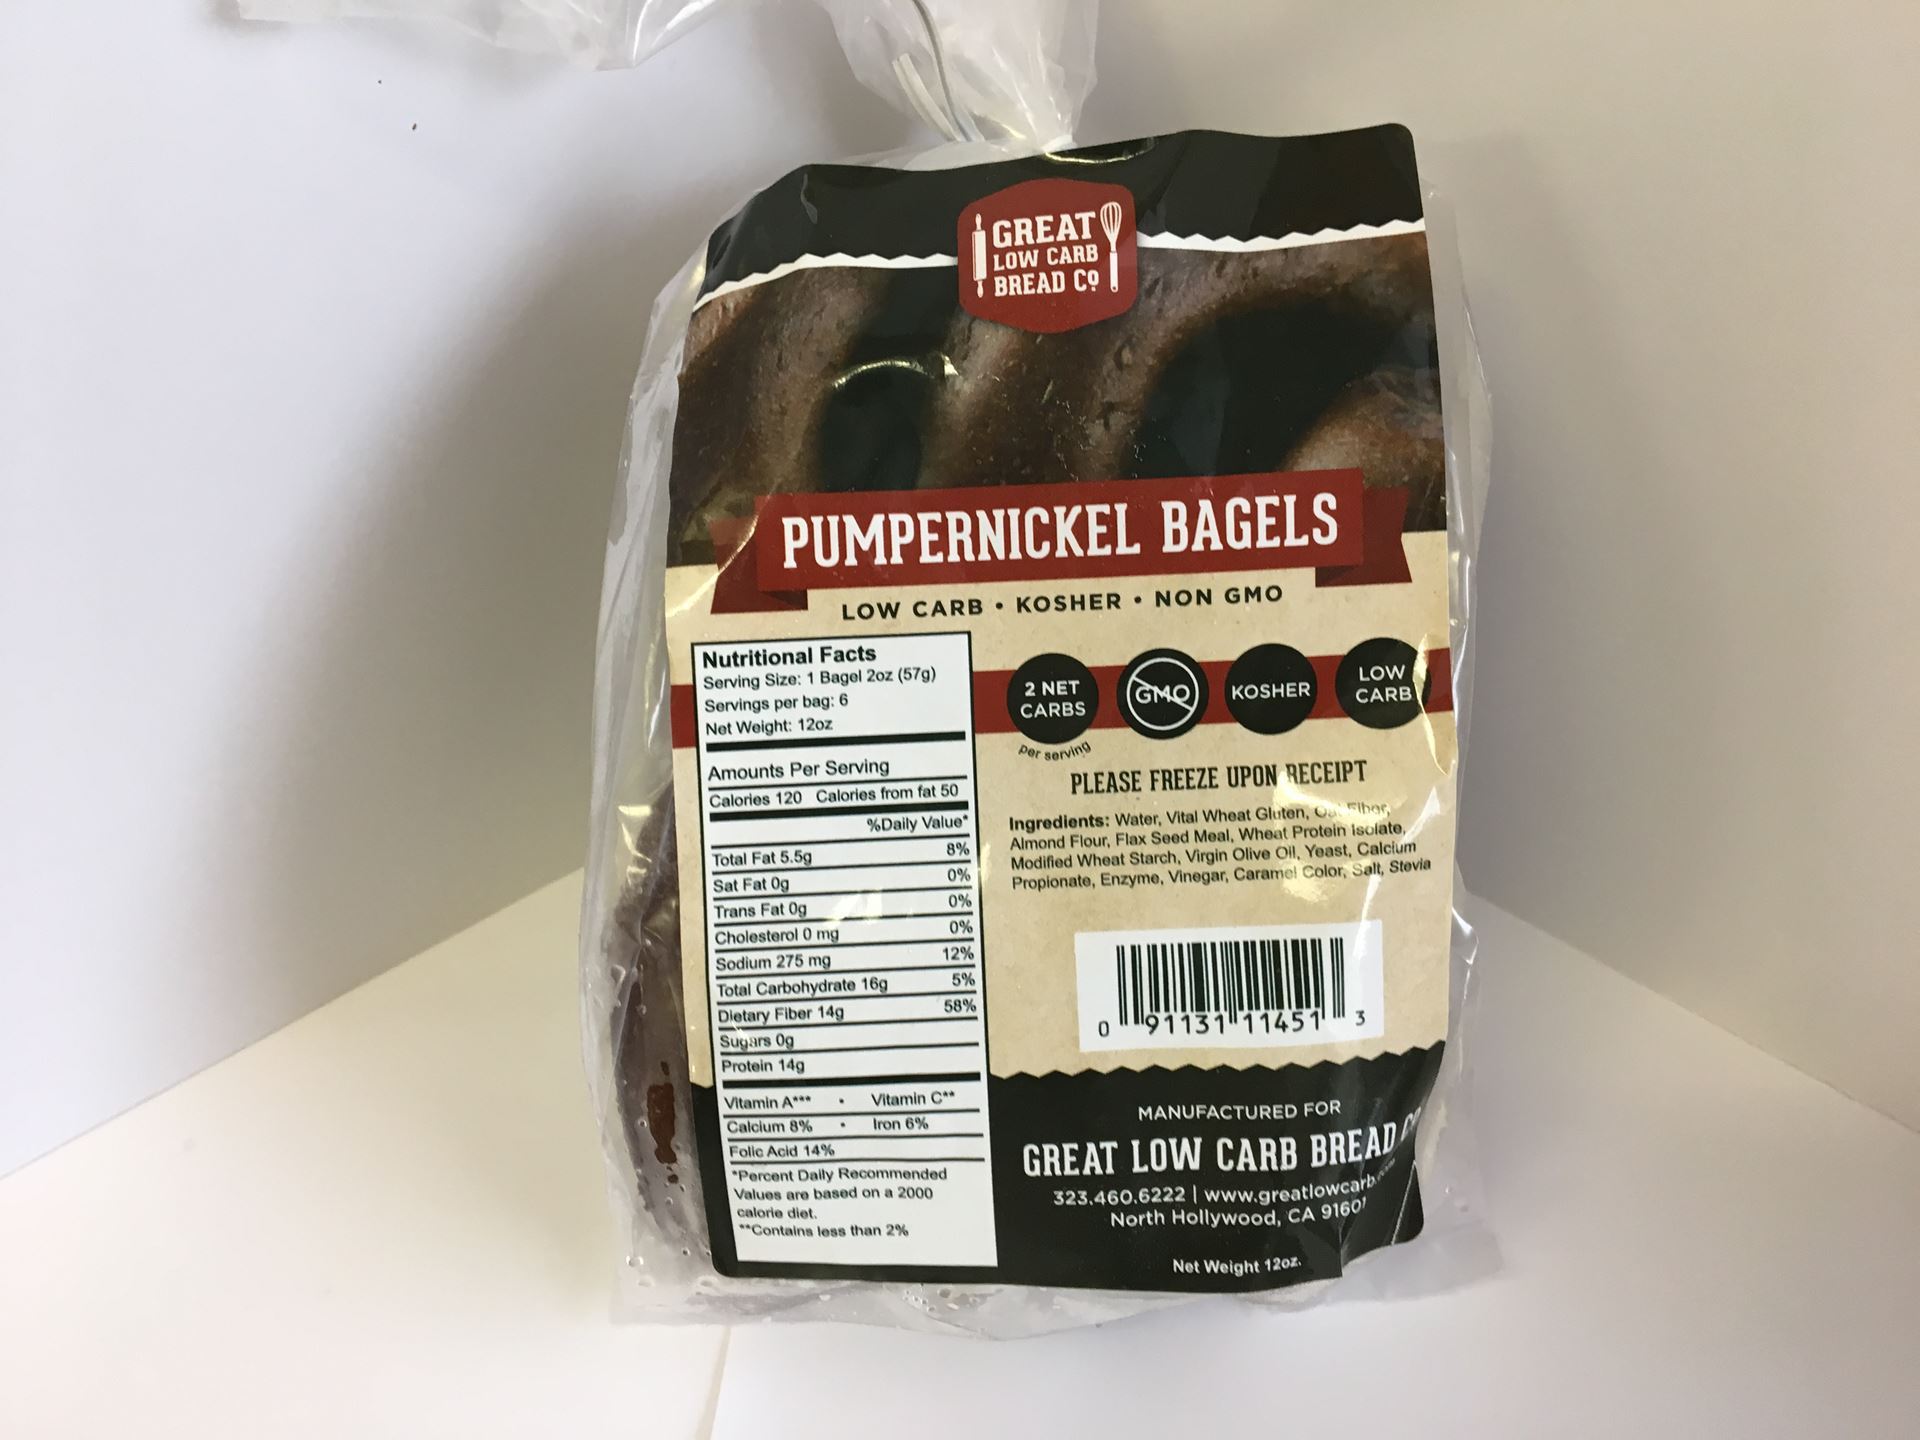 GREAT
LOW CARB
BREAD Cº
PUMPERNICKEL BAGELS
LOW CARB • KOSHER • NON GMO
Nutritional Facts
Serving Size: 1 Bagel 2oz (57g)
Servings per bag: 6
Net Weight: 12oz
Amounts Per Serving
Calories 120 Calories from fat 50
%Daily Value*
Total Fat 5.5g 8%
Sat Fat 0g 0%
Trans Fat 0g 0%
Cholesterol 0 mg 0%
Sodium 275 mg 12%
Total Carbohydrate 16g 5%
Dietary Fiber 14g 58%
Sugars 0g
Protein 14g
Vitamin A*** • Vitamin C**
Calcium 8% • Iron 6%
Folic Acid 14%
*Percent Daily Recommended
Values are based on a 2000
calorie diet.
**Contains less than 2%
2 NET
CARBS
per serving
GMO
KOSHER
LOW
CARB
PLEASE FREEZE UPON RECEIPT
Ingredients: Water, Vital Wheat Gluten, Oat Fiber,
Almond Flour, Flax Seed Meal, Wheat Protein Isolate,
Modified Wheat Starch, Virgin Olive Oil, Yeast, Calcium
Propionate, Enzyme, Vinegar, Caramel Color, Salt, Stevia
0 91131 11451 3
MANUFACTURED FOR
GREAT LOW CARB BREAD
323.460.6222 | www.greatlowcarb.com
North Hollywood, CA 91601
Net Weight 12oz.